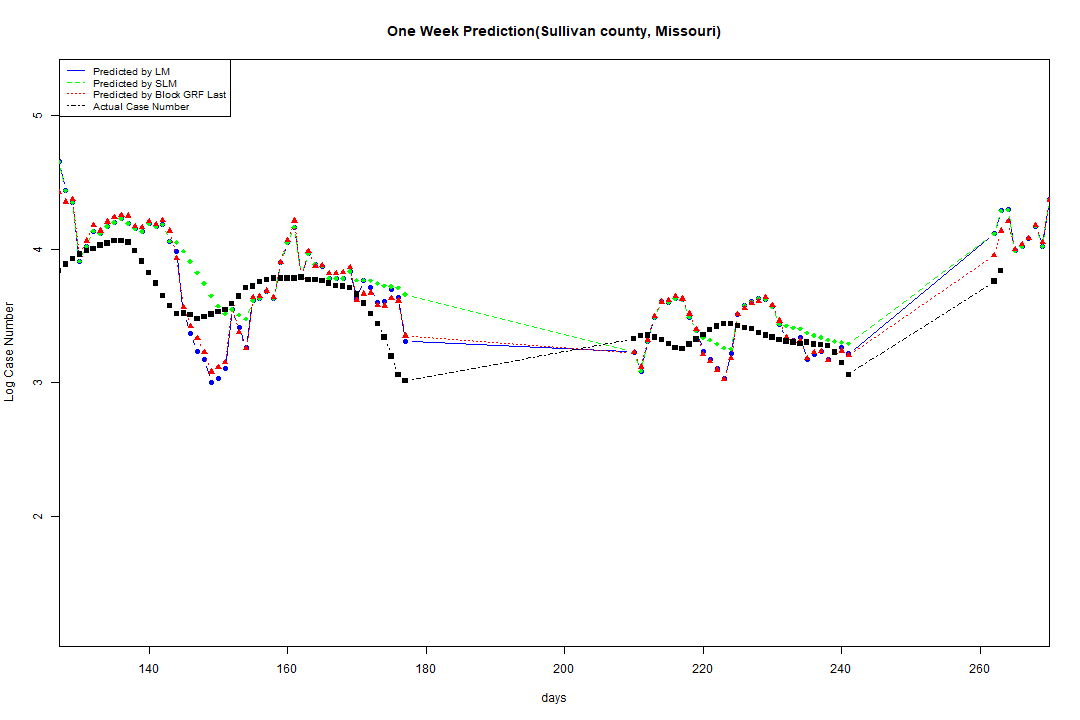 One Week Prediction(Sullivan county, Missouri)
Predicted by LM
Predicted by SLM
Predicted by Block GRF Last
Actual Case Number
5
4
3
2
Log Case Number
140 160 180 200 220 240 260
days